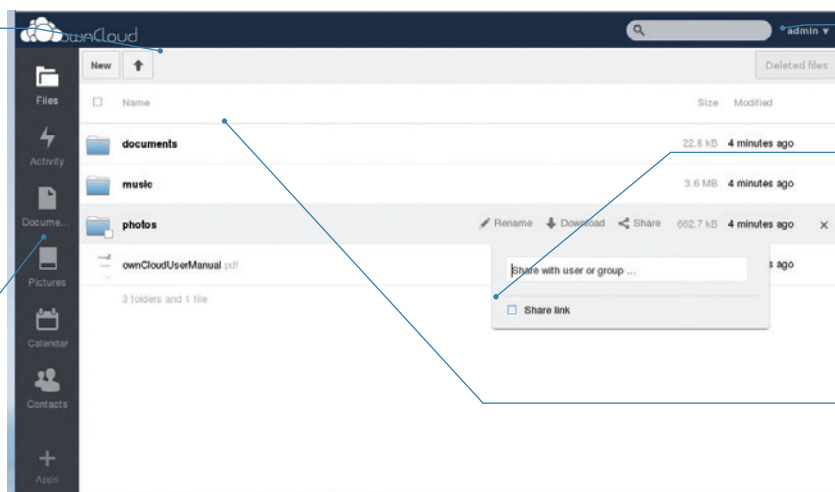 ownCloud
admin
New
Deleted files
Files
Name Size Modified
Activity
documents 22.8 kB 4 minutes ago
music 3.6 MB 4 minutes ago
Docume...
photos Rename Download Share 662.7 kB 4 minutes ago
Pictures
ownCloudUserManual.pdf s ago
Share with user or group ...
3 folders and 1 file
Share link
Calendar
Contacts
Apps